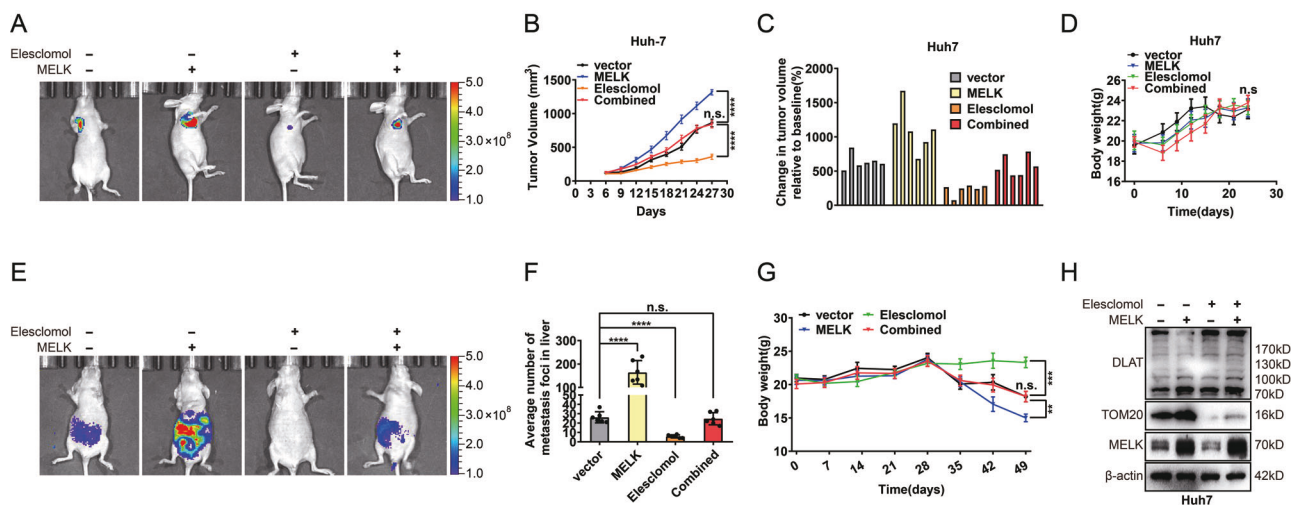 A
Elesclomol – – + +
MELK – + – +
5.0
4.0
3.0 ×10⁸
2.0
1.0
B
Huh-7
vector
MELK
Elesclomol
Combined
Tumor Volume (mm³)
1500
1000
500
0
n.s.
****
****
0 3 6 9 12 15 18 21 24 27 30
Days
C
Huh7
vector
MELK
Elesclomol
Combined
Change in tumor volume
relative to baseline(%)
2000
1500
1000
500
0
D
Huh7
vector
MELK
Elesclomol
Combined
n.s
Body weight(g)
26
24
22
20
18
16
0 10 20 30
Time(days)
E
Elesclomol – – + +
MELK – + – +
5.0
4.0
3.0 ×10⁸
2.0
1.0
F
Average number of
metastasis foci in liver
n.s.
****
****
300
200
100
50
40
30
20
10
0
vector
MELK
Elesclomol
Combined
G
vector
MELK
Elesclomol
Combined
Body weight(g)
30
25
20
15
10
n.s.
***
**
0 7 14 21 28 35 42 49
Time(days)
H
Elesclomol – – + +
MELK – + – +
DLAT
170kD
130kD
100kD
70kD
TOM20 16kD
MELK 70kD
β-actin 42kD
Huh7